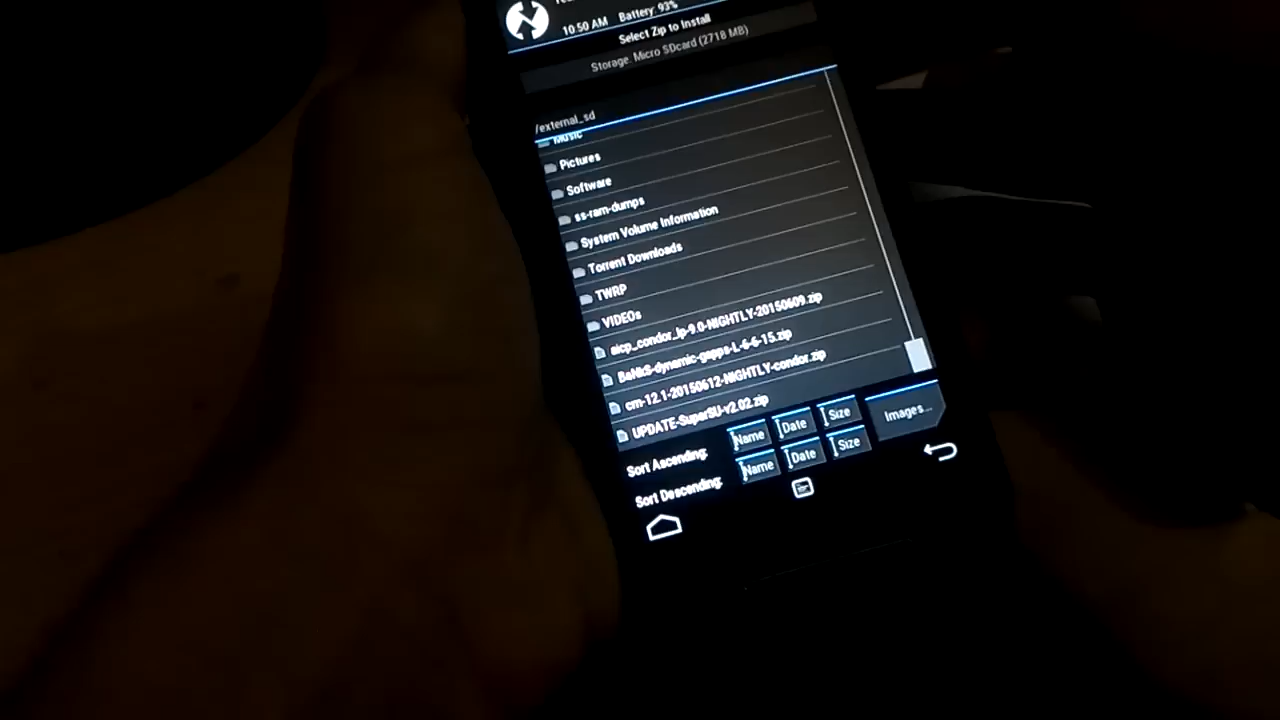 10:50 AM Battery: 93%
Select Zip to Install
Storage: Micro SDcard (2718 MB)
/external_sd
Music
Pictures
Software
ss-ram-dumps
System Volume Information
Torrent Downloads
TWRP
VIDEOs
aicp_condor_lp-9.0-NIGHTLY-20150609.zip
BaNkS-dynamic-gapps-L-6-6-15.zip
cm-12.1-20150612-NIGHTLY-condor.zip
UPDATE-SuperSU-v2.02.zip
Sort Ascending: Name Date Size
Images...
Sort Descending: Name Date Size